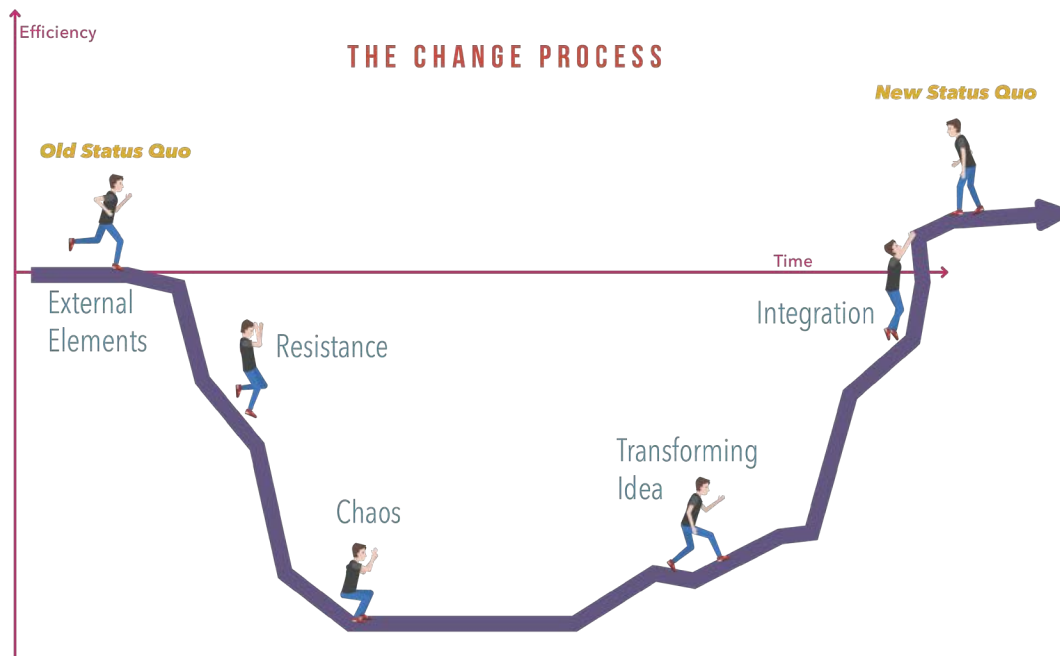 Efficiency
THE CHANGE PROCESS
New Status Quo
Old Status Quo
Time
External
Elements
Integration
Resistance
Transforming
Idea
Chaos